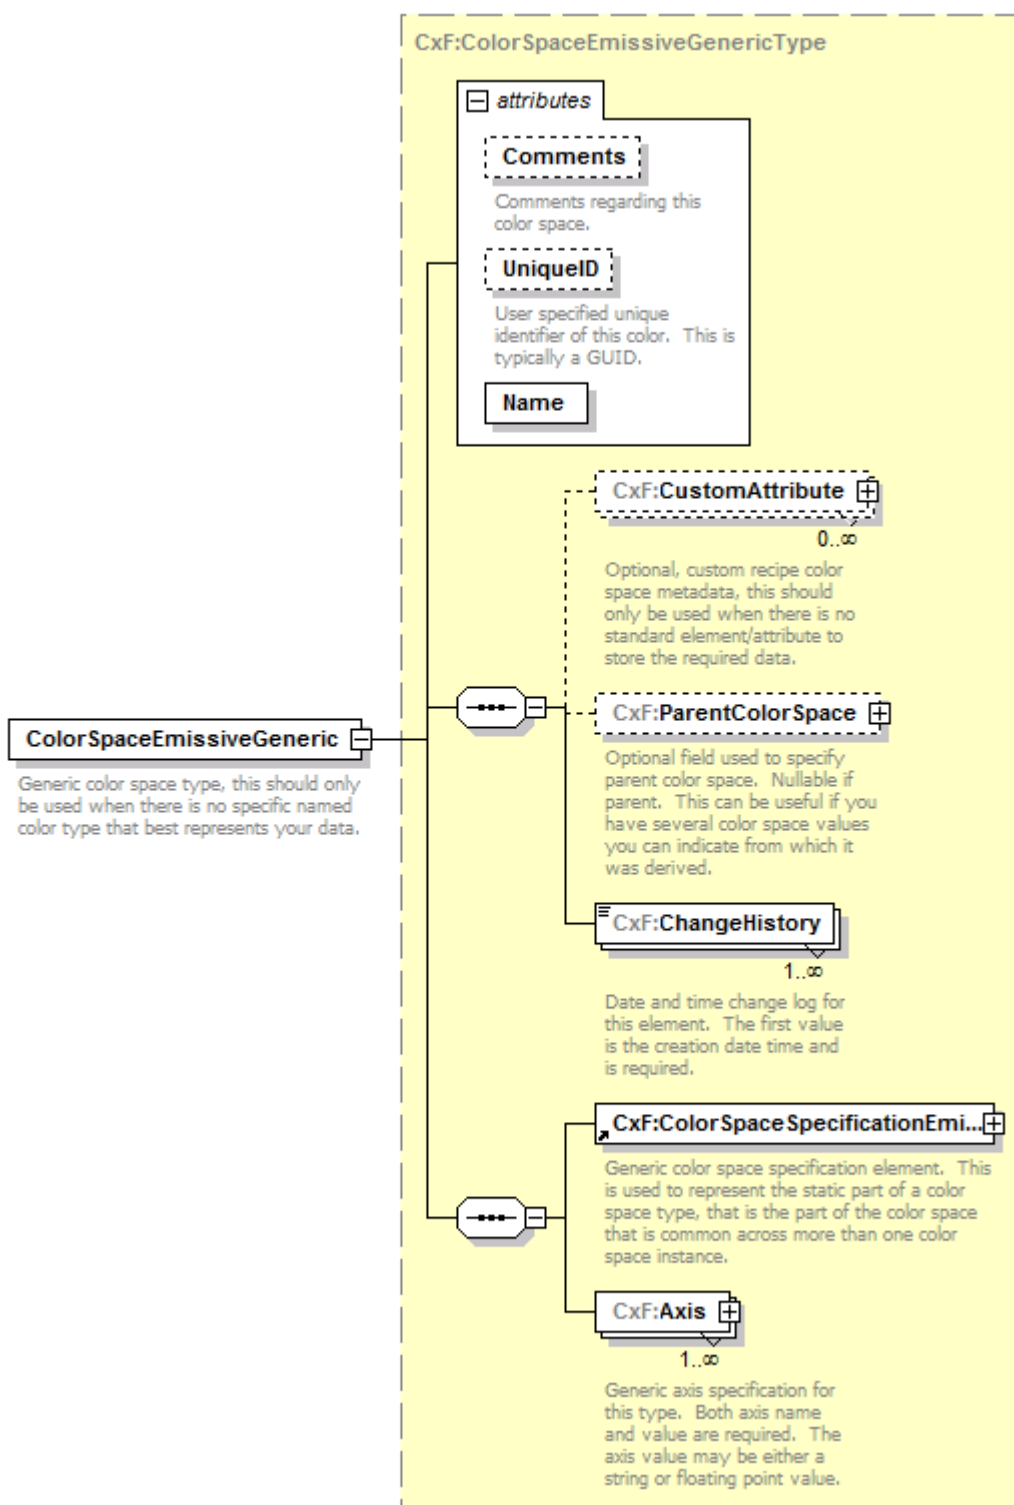 CxF:ColorSpaceEmissiveGenericType
attributes
Comments
Comments regarding this
color space.
UniqueID
User specified unique
identifier of this color. This is
typically a GUID.
Name
CxF:CustomAttribute
0..∞
Optional, custom recipe color
space metadata, this should
only be used when there is no
standard element/attribute to
store the required data.
CxF:ParentColorSpace
Optional field used to specify
parent color space. Nullable if
parent. This can be useful if you
have several color space values
you can indicate from which it
was derived.
ColorSpaceEmissiveGeneric
Generic color space type, this should only
be used when there is no specific named
color type that best represents your data.
CxF:ChangeHistory
1..∞
Date and time change log for
this element. The first value
is the creation date time and
is required.
CxF:ColorSpaceSpecificationEmi...
Generic color space specification element. This
is used to represent the static part of a color
space type, that is the part of the color space
that is common across more than one color
space instance.
CxF:Axis
1..∞
Generic axis specification for
this type. Both axis name
and value are required. The
axis value may be either a
string or floating point value.